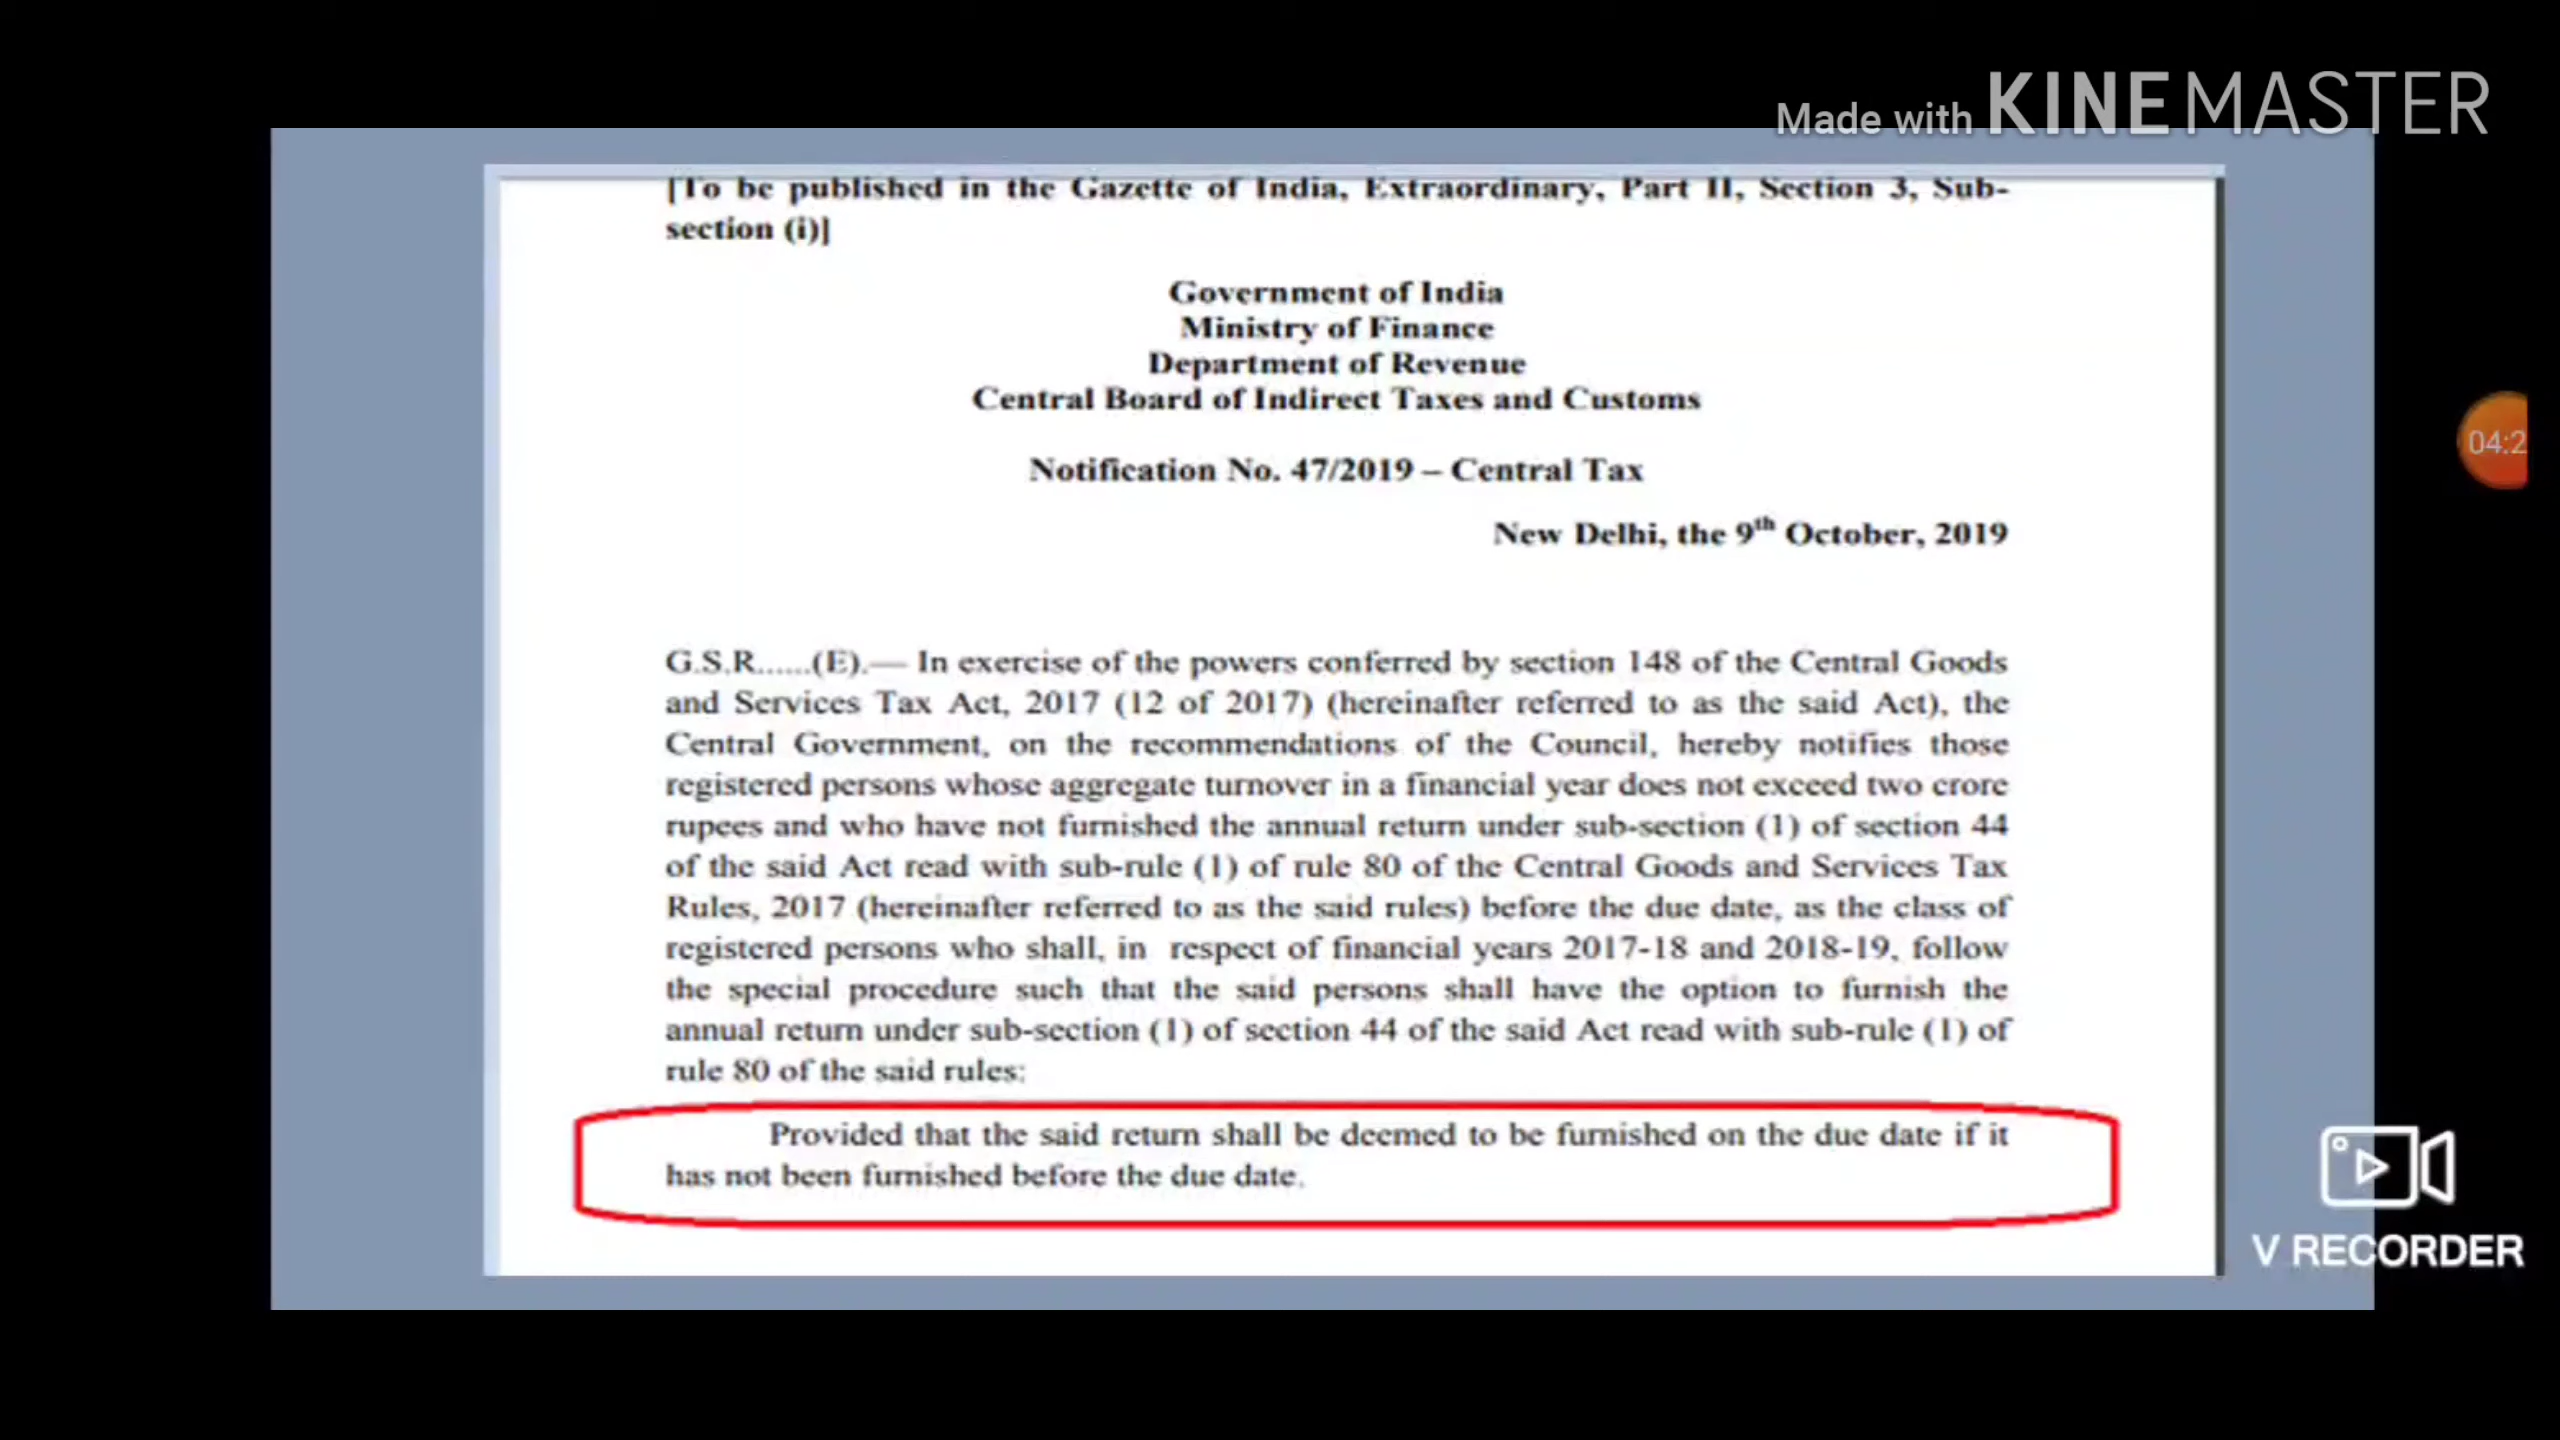 Made with KINEMASTER
[To be published in the Gazette of India, Extraordinary, Part II, Section 3, Sub-
section (i)]
Government of India
Ministry of Finance
Department of Revenue
Central Board of Indirect Taxes and Customs
Notification No. 47/2019 – Central Tax
New Delhi, the 9th October, 2019
04:2
G.S.R......(E).— In exercise of the powers conferred by section 148 of the Central Goods
and Services Tax Act, 2017 (12 of 2017) (hereinafter referred to as the said Act), the
Central Government, on the recommendations of the Council, hereby notifies those
registered persons whose aggregate turnover in a financial year does not exceed two crore
rupees and who have not furnished the annual return under sub-section (1) of section 44
of the said Act read with sub-rule (1) of rule 80 of the Central Goods and Services Tax
Rules, 2017 (hereinafter referred to as the said rules) before the due date, as the class of
registered persons who shall, in respect of financial years 2017-18 and 2018-19, follow
the special procedure such that the said persons shall have the option to furnish the
annual return under sub-section (1) of section 44 of the said Act read with sub-rule (1) of
rule 80 of the said rules:
Provided that the said return shall be deemed to be furnished on the due date if it
has not been furnished before the due date.
V RECORDER